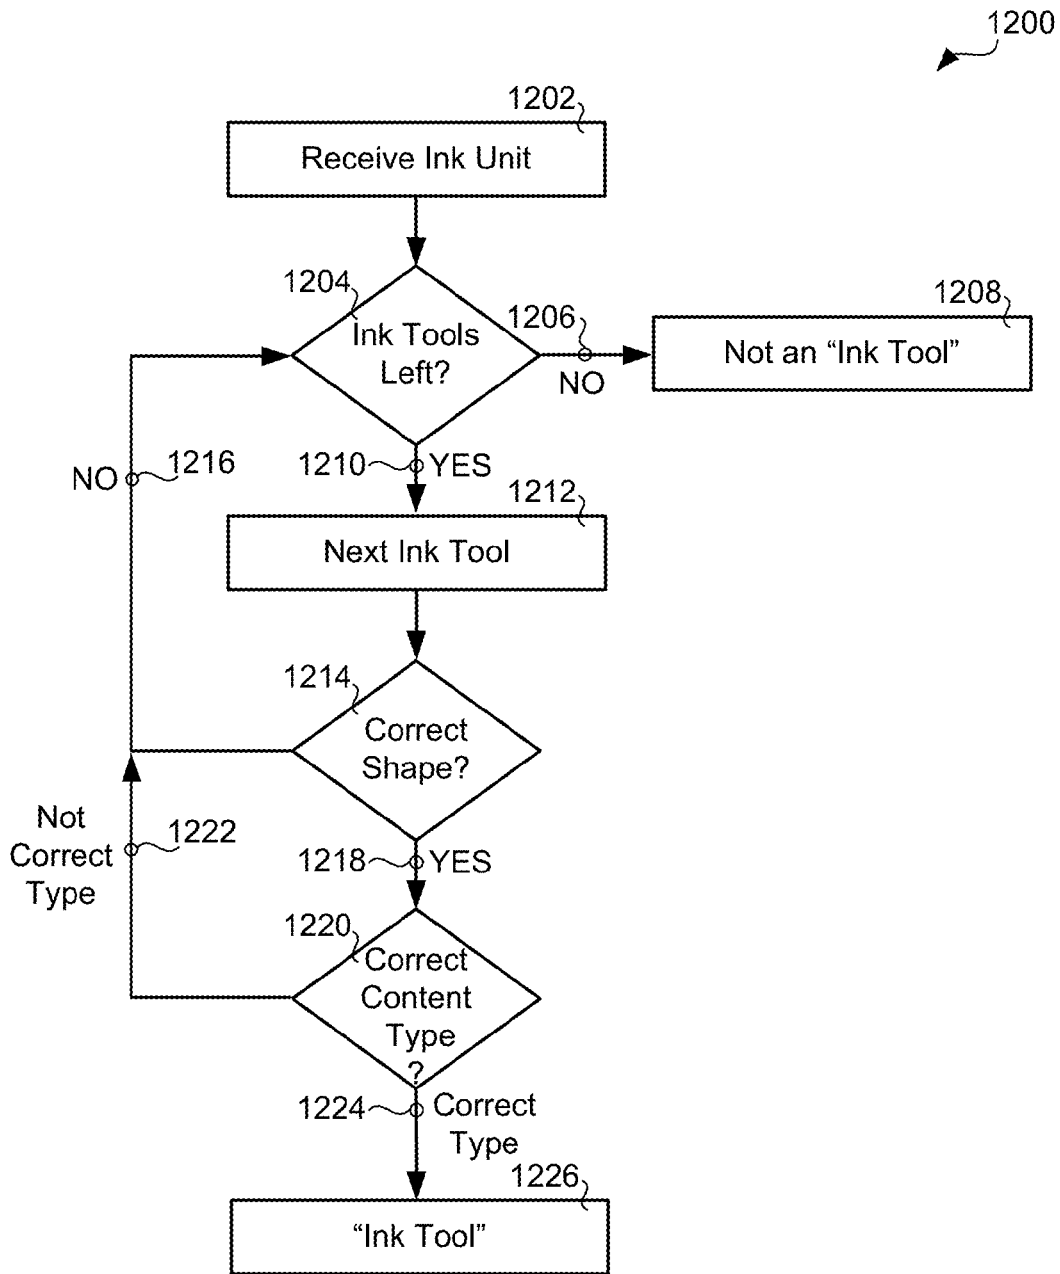 1200
1202
Receive Ink Unit
1204
Ink Tools
Left?
1206
NO
1208
Not an “Ink Tool”
1210
YES
NO
1216
1212
Next Ink Tool
1214
Correct
Shape?
Not
Correct
Type
1222
1218
YES
1220
Correct
Content
Type
?
1224
Correct
Type
1226
“Ink Tool”